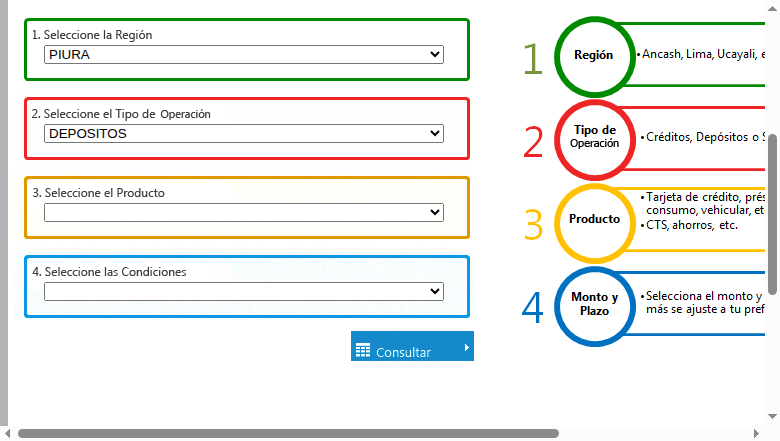 1. Seleccione la Región
PIURA
2. Seleccione el Tipo de Operación
DEPOSITOS
3. Seleccione el Producto
4. Seleccione las Condiciones
Consultar
1
Región
• Ancash, Lima, Ucayali, e
2
Tipo de
Operación
• Créditos, Depósitos o S
3
Producto
• Tarjeta de crédito, prés
consumo, vehicular, et
• CTS, ahorros, etc.
4
Monto y
Plazo
• Selecciona el monto y
más se ajuste a tu pref